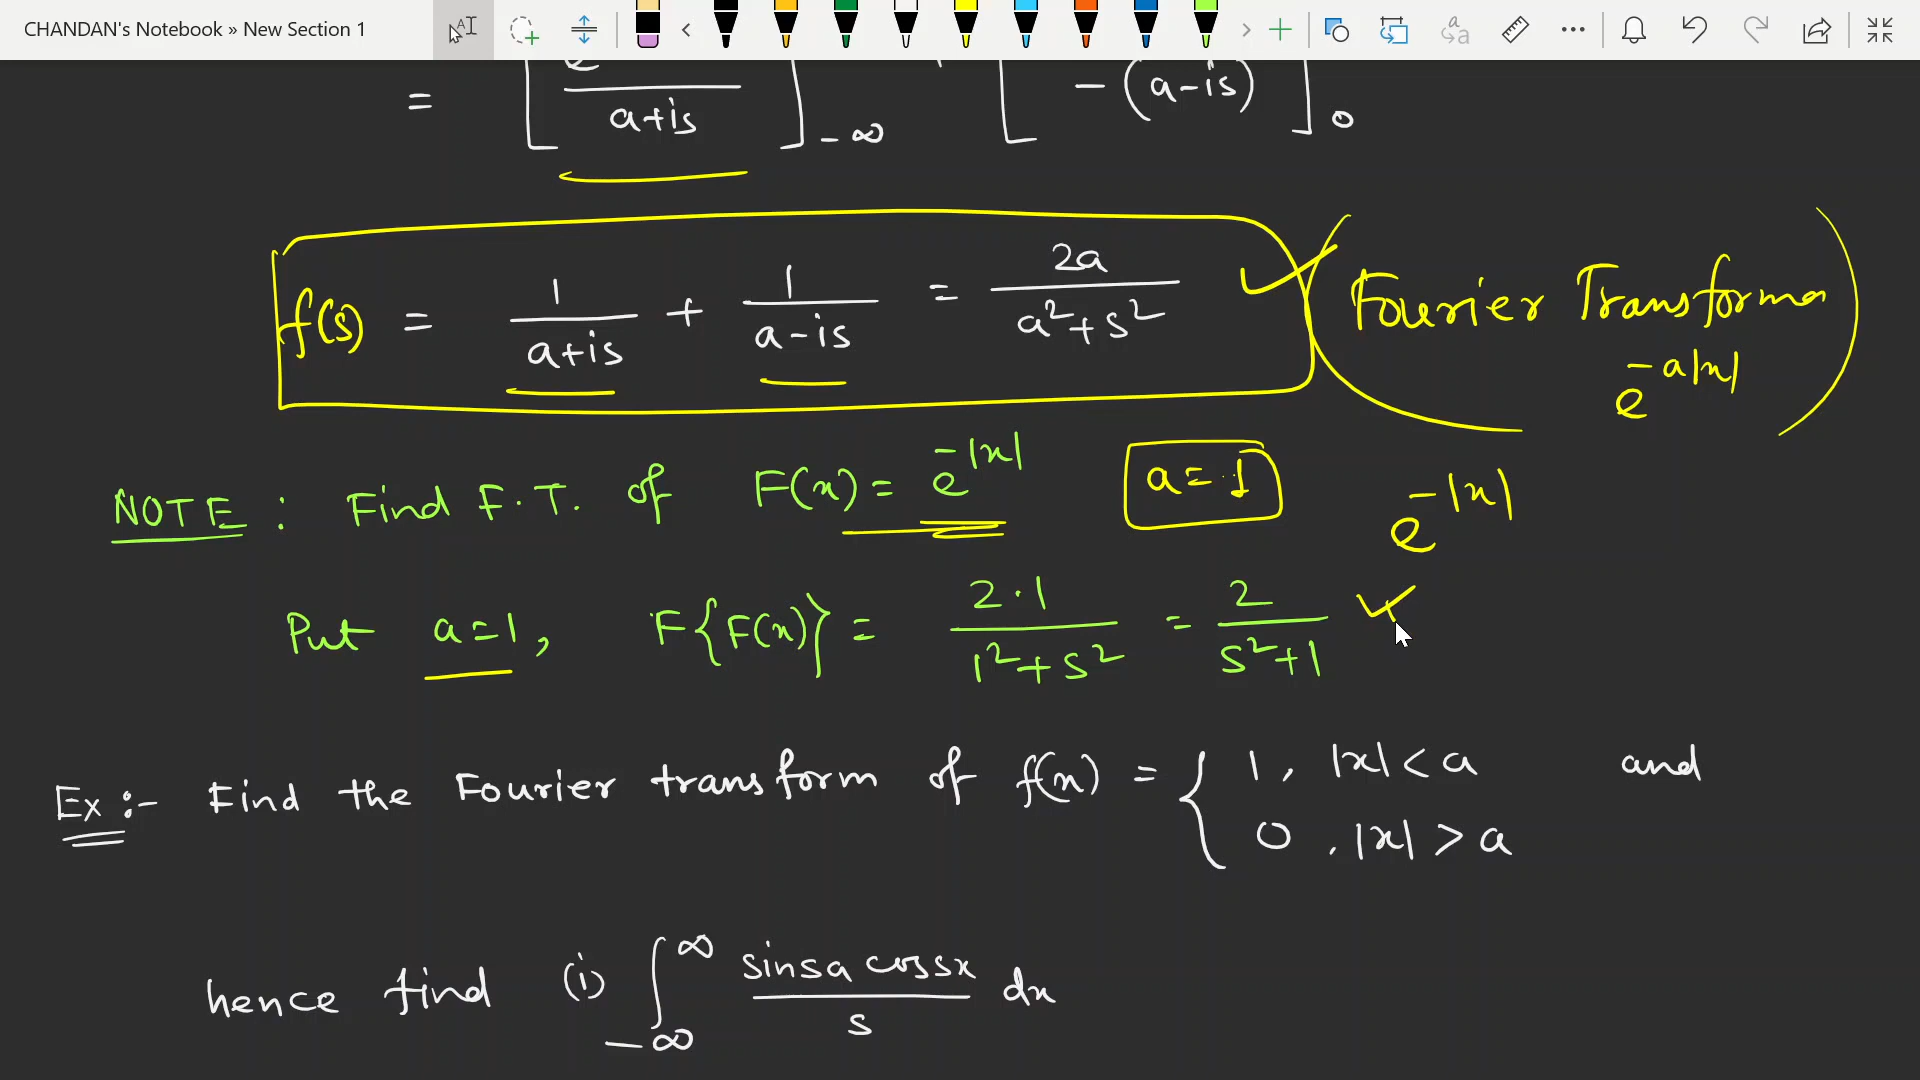 CHANDAN's Notebook » New Section 1
= [ e / a+is ]₋∞ [ / -(a-is) ]₀
f(s) = 1/(a+is) + 1/(a-is) = 2a/(a²+s²) ✓ (Fourier Transform
e^(-a|x|))
NOTE : Find F.T. of F(x) = e^(-|x|) a = 1 e^(-|x|)
Put a=1, F{F(x)} = 2·1/(1²+s²) = 2/(s²+1) ✓
Ex:- Find the Fourier transform of f(x) = { 1, |x| < a and
0, |x| > a
hence find (i) ∫₋∞^∞ (sinsa cossx)/s dx